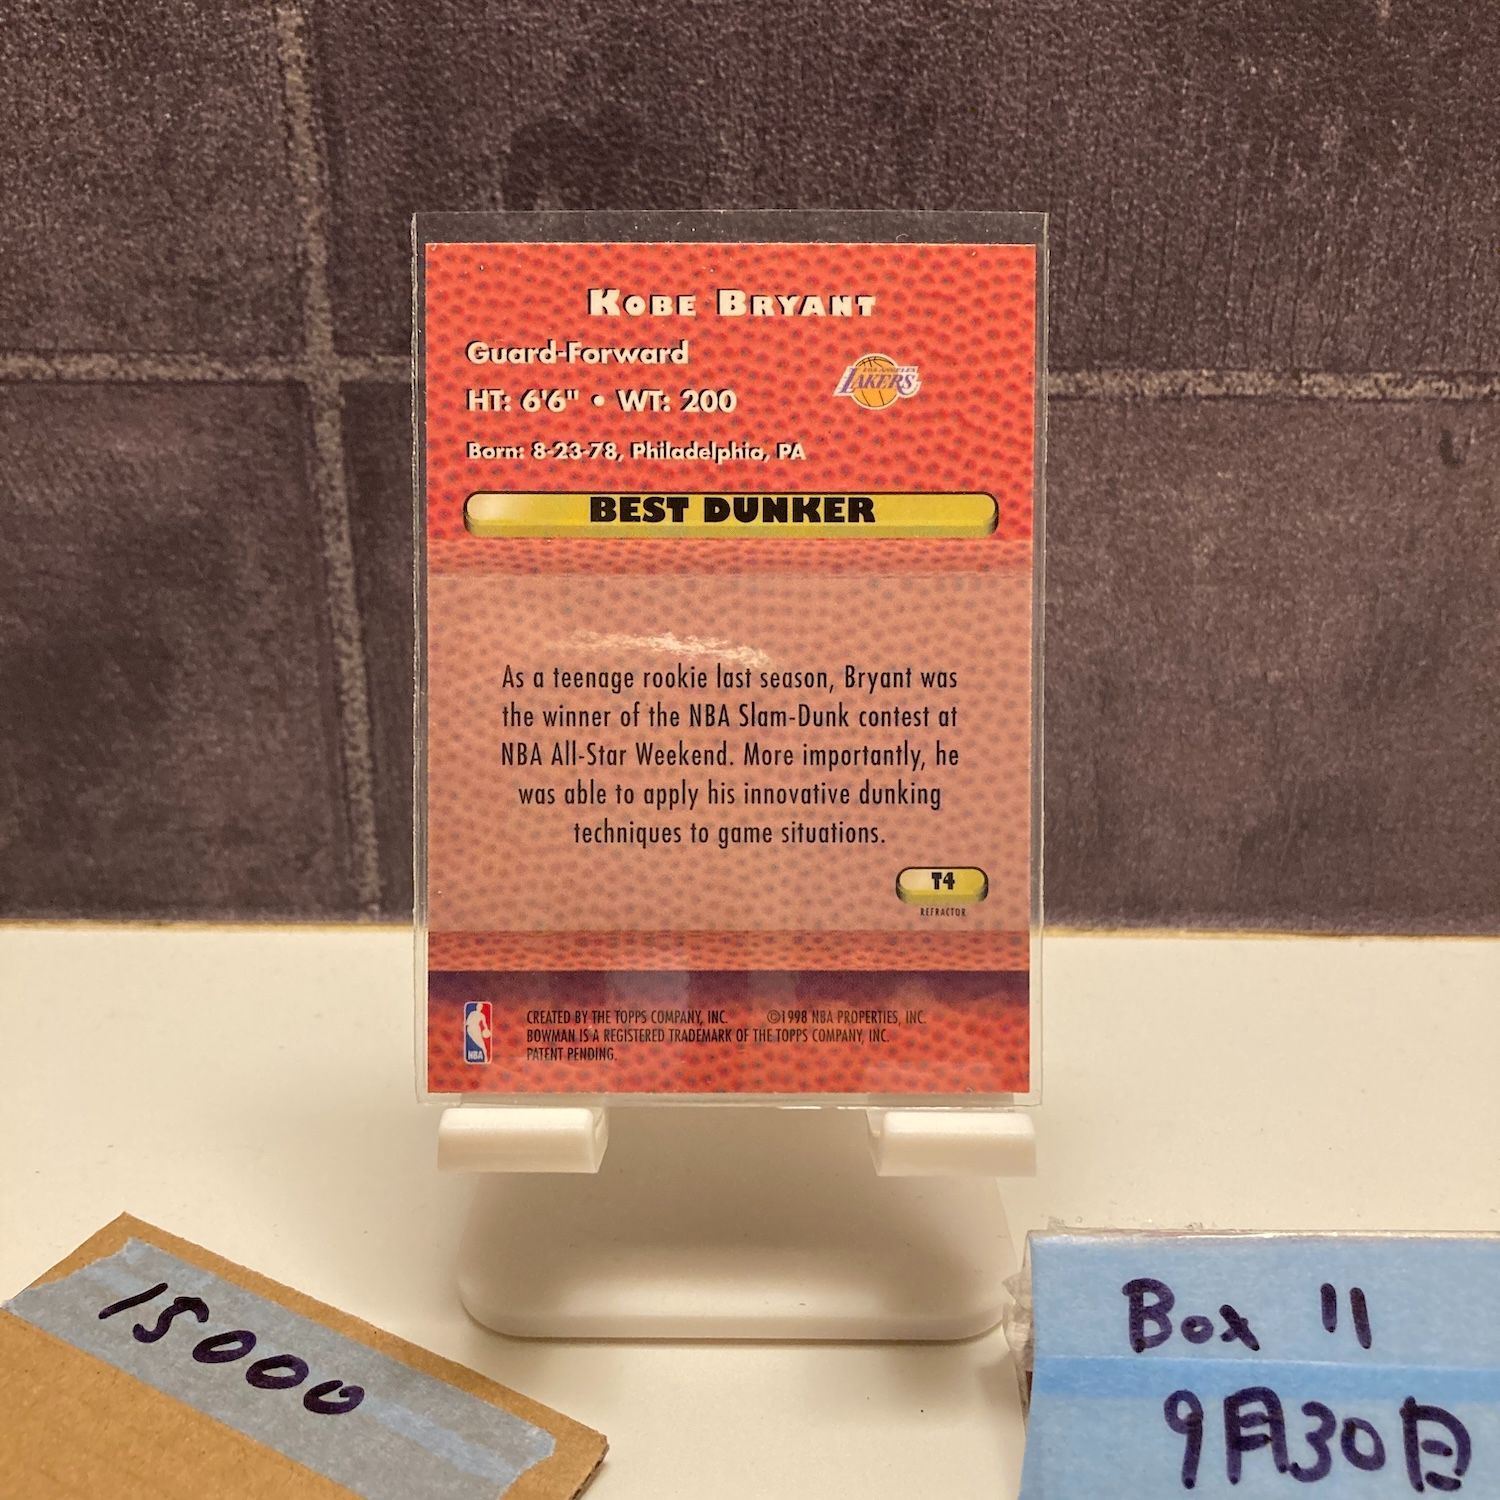 KOBE BRYANT
Guard-Forward
HT: 6'6" • WT: 200
Born: 8-23-78, Philadelphia, PA
LOS ANGELES
LAKERS
BEST DUNKER
As a teenage rookie last season, Bryant was
the winner of the NBA Slam-Dunk contest at
NBA All-Star Weekend. More importantly, he
was able to apply his innovative dunking
techniques to game situations.
T4
REFRACTOR
NBA
CREATED BY THE TOPPS COMPANY, INC. ©1998 NBA PROPERTIES, INC.
BOWMAN IS A REGISTERED TRADEMARK OF THE TOPPS COMPANY, INC.
PATENT PENDING.
15000
Box 11
9月30日